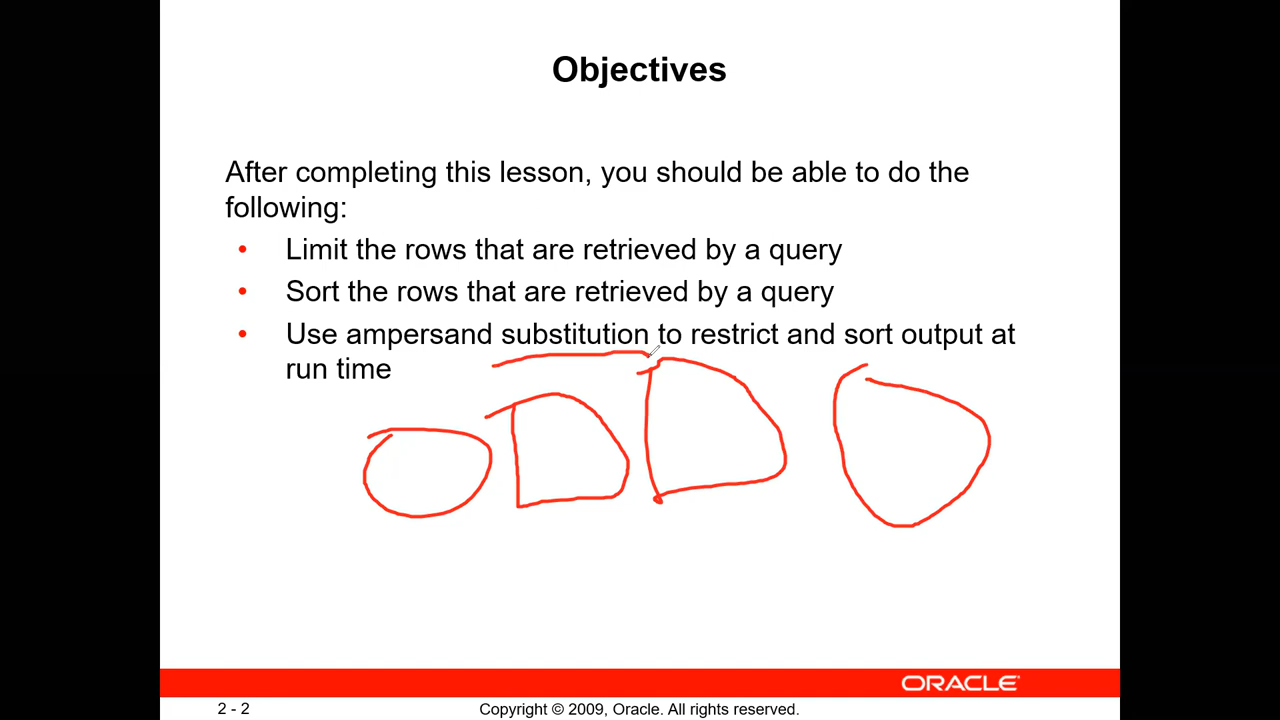 Objectives
After completing this lesson, you should be able to do the
following:
• Limit the rows that are retrieved by a query
• Sort the rows that are retrieved by a query
• Use ampersand substitution to restrict and sort output at
run time
ODDO
ORACLE
2 - 2
Copyright © 2009, Oracle. All rights reserved.